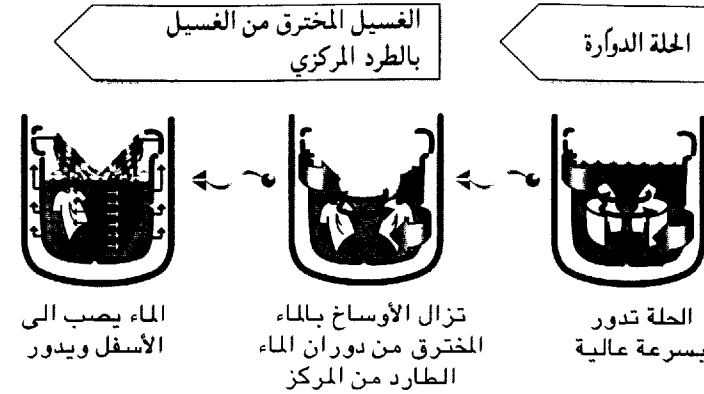 الحلة الدوارة
الغسيل المخترق من الغسيل
بالطرد المركزي
الحلة تدور
بسرعة عالية
تزال الأوساخ بالماء
المخترق من دوران الماء
الطارد من المركز
الماء يصب الى
الأسفل ويدور